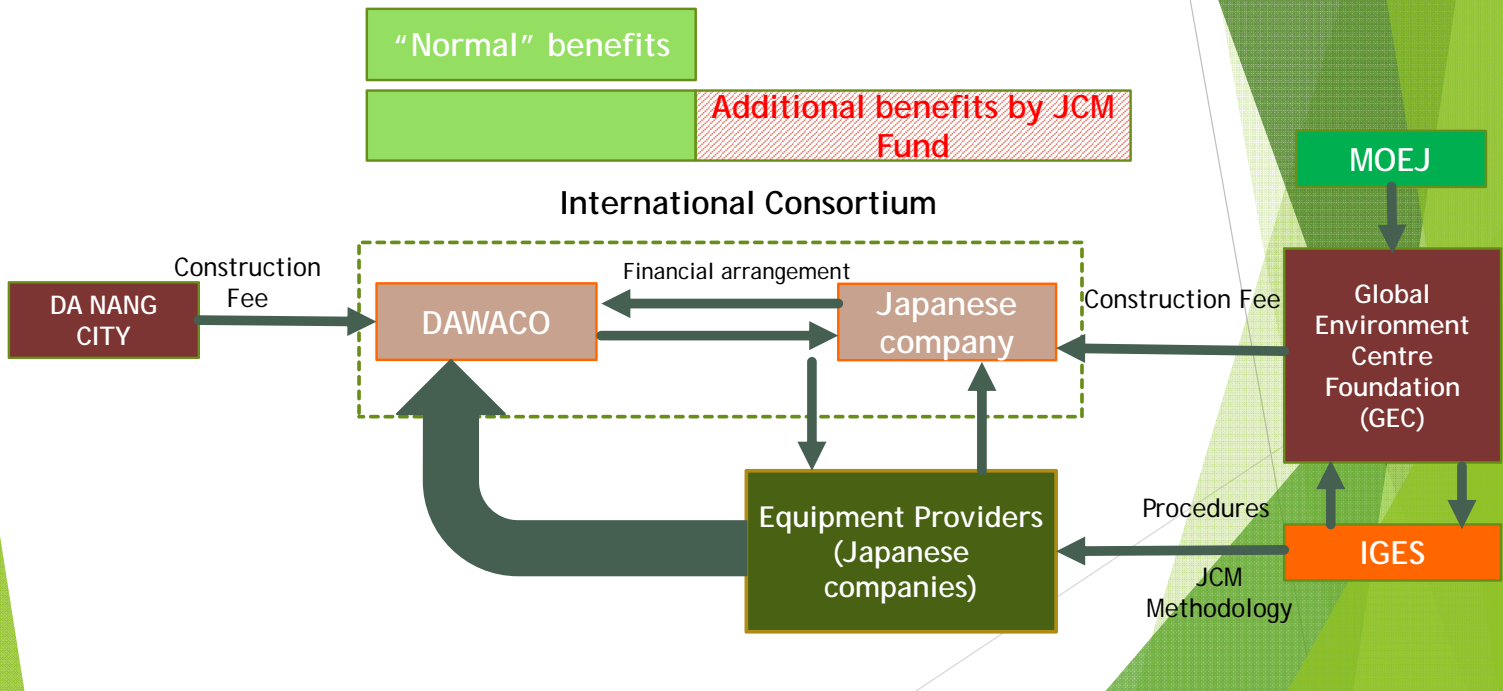 “Normal” benefits
Additional benefits by JCM
Fund
MOEJ
International Consortium
Construction
Fee
Financial arrangement
DA NANG
CITY
DAWACO
Japanese
company
Construction Fee
Global
Environment
Centre
Foundation
(GEC)
Equipment Providers
(Japanese
companies)
Procedures
JCM
Methodology
IGES